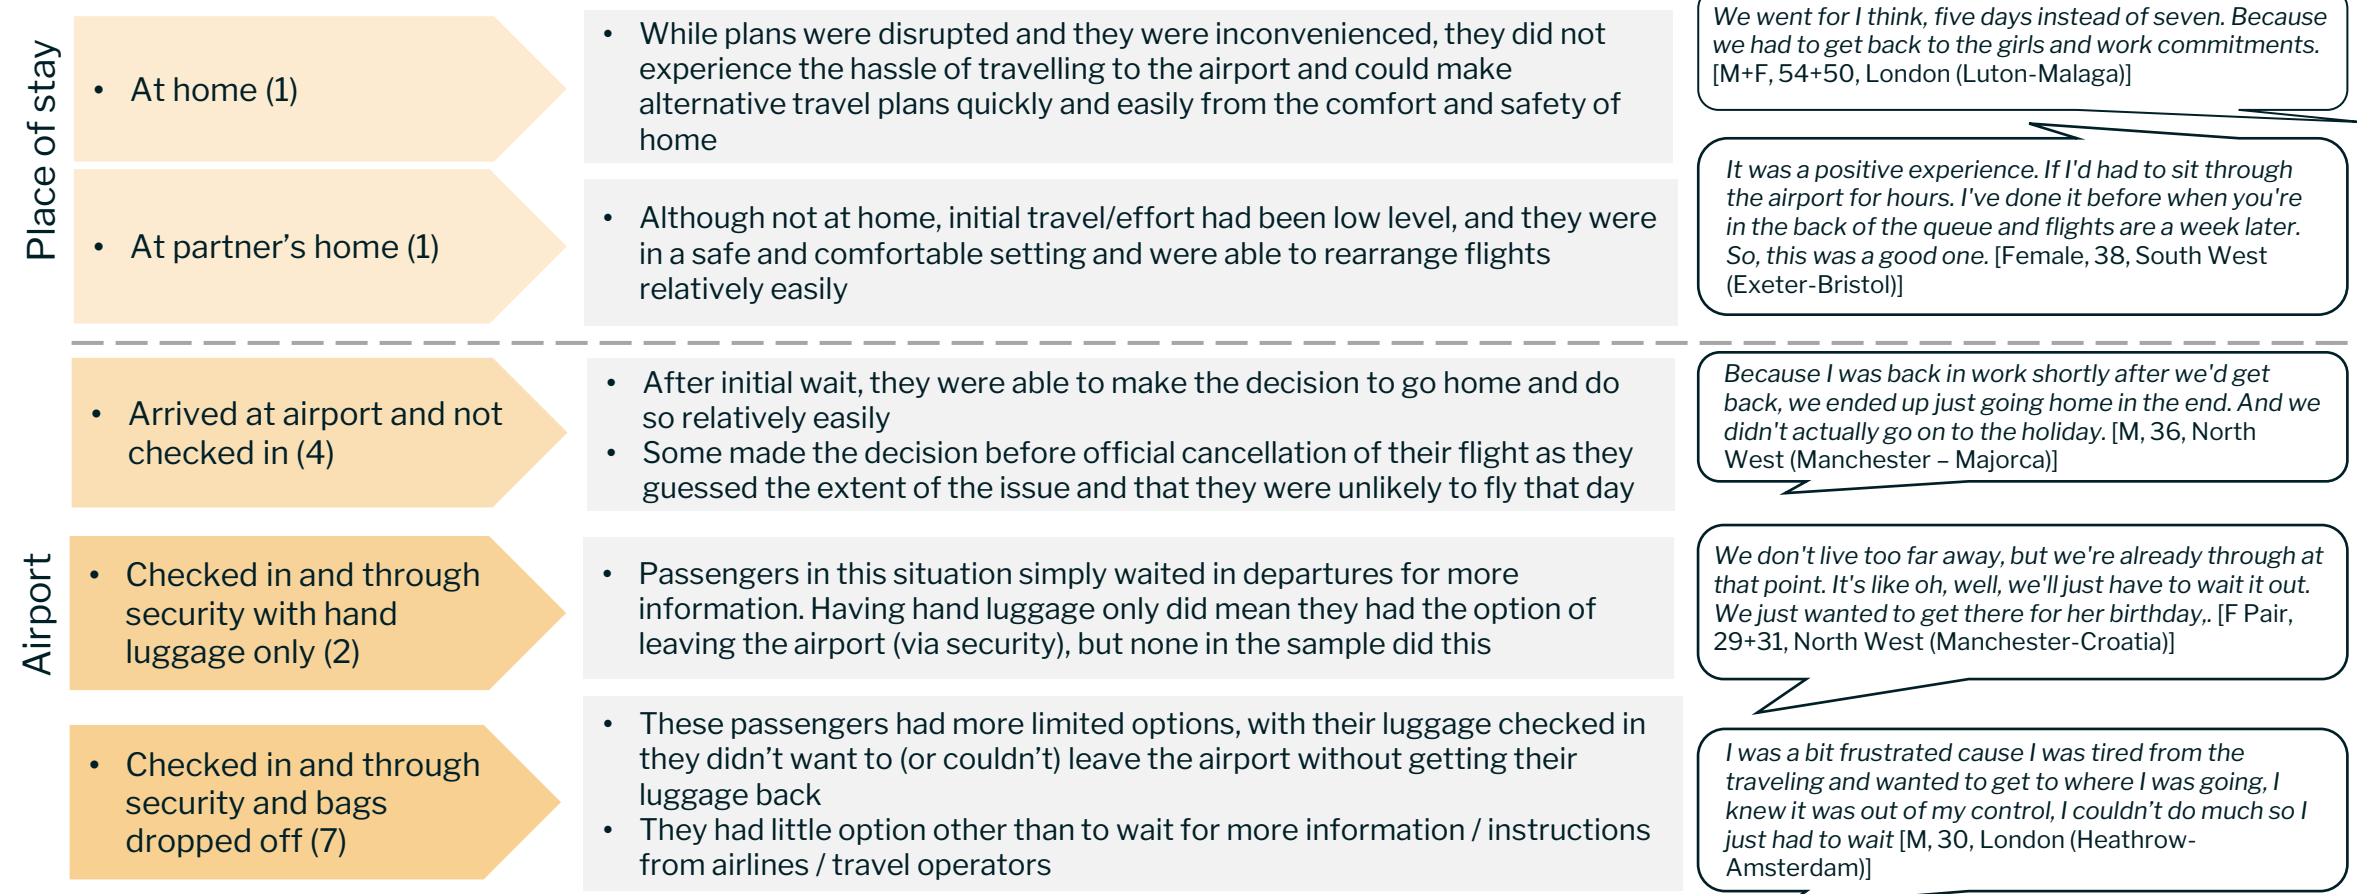 Place of stay
• At home (1)
• While plans were disrupted and they were inconvenienced, they did not
experience the hassle of travelling to the airport and could make
alternative travel plans quickly and easily from the comfort and safety of
home
We went for I think, five days instead of seven. Because
we had to get back to the girls and work commitments.
[M+F, 54+50, London (Luton-Malaga)]
• At partner’s home (1)
• Although not at home, initial travel/effort had been low level, and they were
in a safe and comfortable setting and were able to rearrange flights
relatively easily
It was a positive experience. If I'd had to sit through
the airport for hours. I've done it before when you're
in the back of the queue and flights are a week later.
So, this was a good one. [Female, 38, South West
(Exeter-Bristol)]
Airport
• Arrived at airport and not
checked in (4)
• After initial wait, they were able to make the decision to go home and do
so relatively easily
• Some made the decision before official cancellation of their flight as they
guessed the extent of the issue and that they were unlikely to fly that day
Because I was back in work shortly after we'd get
back, we ended up just going home in the end. And we
didn't actually go on to the holiday. [M, 36, North
West (Manchester – Majorca)]
• Checked in and through
security with hand
luggage only (2)
• Passengers in this situation simply waited in departures for more
information. Having hand luggage only did mean they had the option of
leaving the airport (via security), but none in the sample did this
We don't live too far away, but we're already through at
that point. It's like oh, well, we'll just have to wait it out.
We just wanted to get there for her birthday,. [F Pair,
29+31, North West (Manchester-Croatia)]
• Checked in and through
security and bags
dropped off (7)
• These passengers had more limited options, with their luggage checked in
they didn’t want to (or couldn’t) leave the airport without getting their
luggage back
• They had little option other than to wait for more information / instructions
from airlines / travel operators
I was a bit frustrated cause I was tired from the
traveling and wanted to get to where I was going, I
knew it was out of my control, I couldn’t do much so I
just had to wait [M, 30, London (Heathrow-
Amsterdam)]